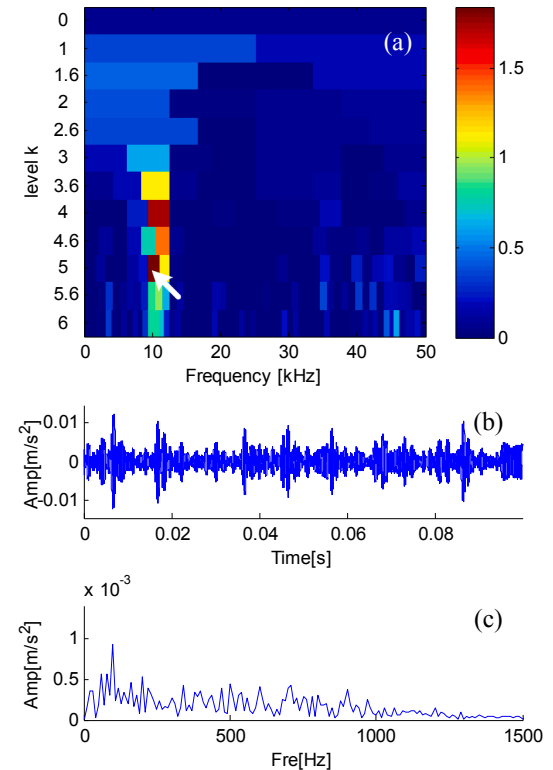 (a)
level k
0
1
1.6
2
2.6
3
3.6
4
4.6
5
5.6
6
0 10 20 30 40 50
Frequency [kHz]
1.5
1
0.5
0
(b)
Amp[m/s²]
-0.01
0
-0.01
0 0.02 0.04 0.06 0.08
Time[s]
x 10⁻³
(c)
Amp[m/s²]
1
0.5
0
0 500 1000 1500
Fre[Hz]